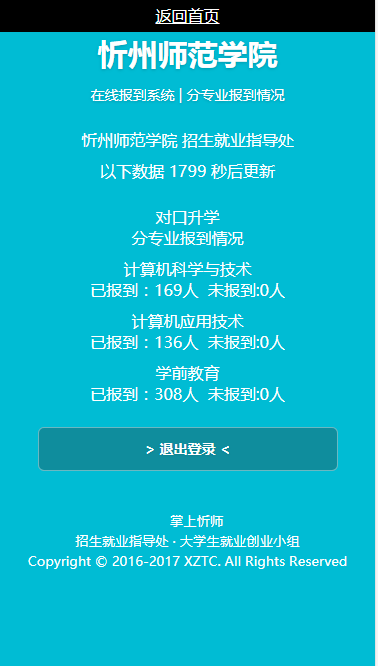 返回首页
忻州师范学院
在线报到系统 | 分专业报到情况
忻州师范学院 招生就业指导处
以下数据 1799 秒后更新
对口升学
分专业报到情况
计算机科学与技术
已报到：169人 未报到:0人
计算机应用技术
已报到：136人 未报到:0人
学前教育
已报到：308人 未报到:0人
> 退出登录 <
掌上忻师
招生就业指导处 · 大学生就业创业小组
Copyright © 2016-2017 XZTC. All Rights Reserved